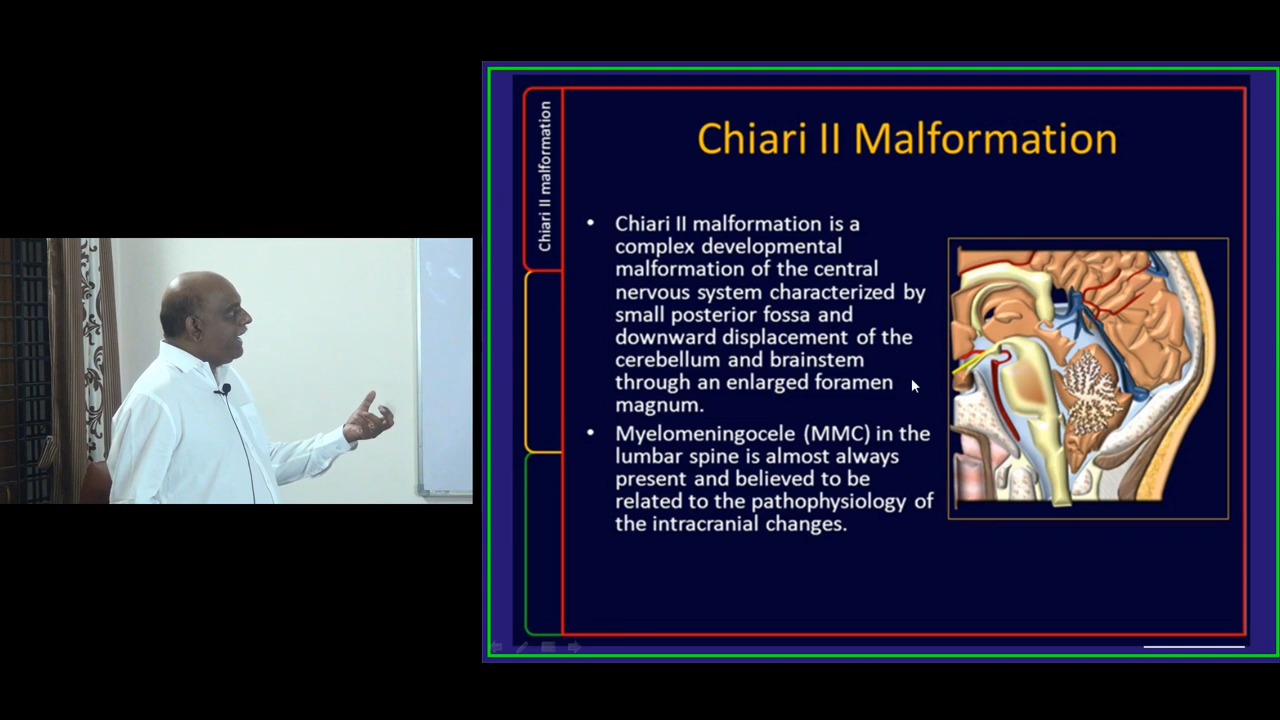 Chiari II malformation
Chiari II Malformation
• Chiari II malformation is a
complex developmental
malformation of the central
nervous system characterized by
small posterior fossa and
downward displacement of the
cerebellum and brainstem
through an enlarged foramen
magnum.
• Myelomeningocele (MMC) in the
lumbar spine is almost always
present and believed to be
related to the pathophysiology of
the intracranial changes.